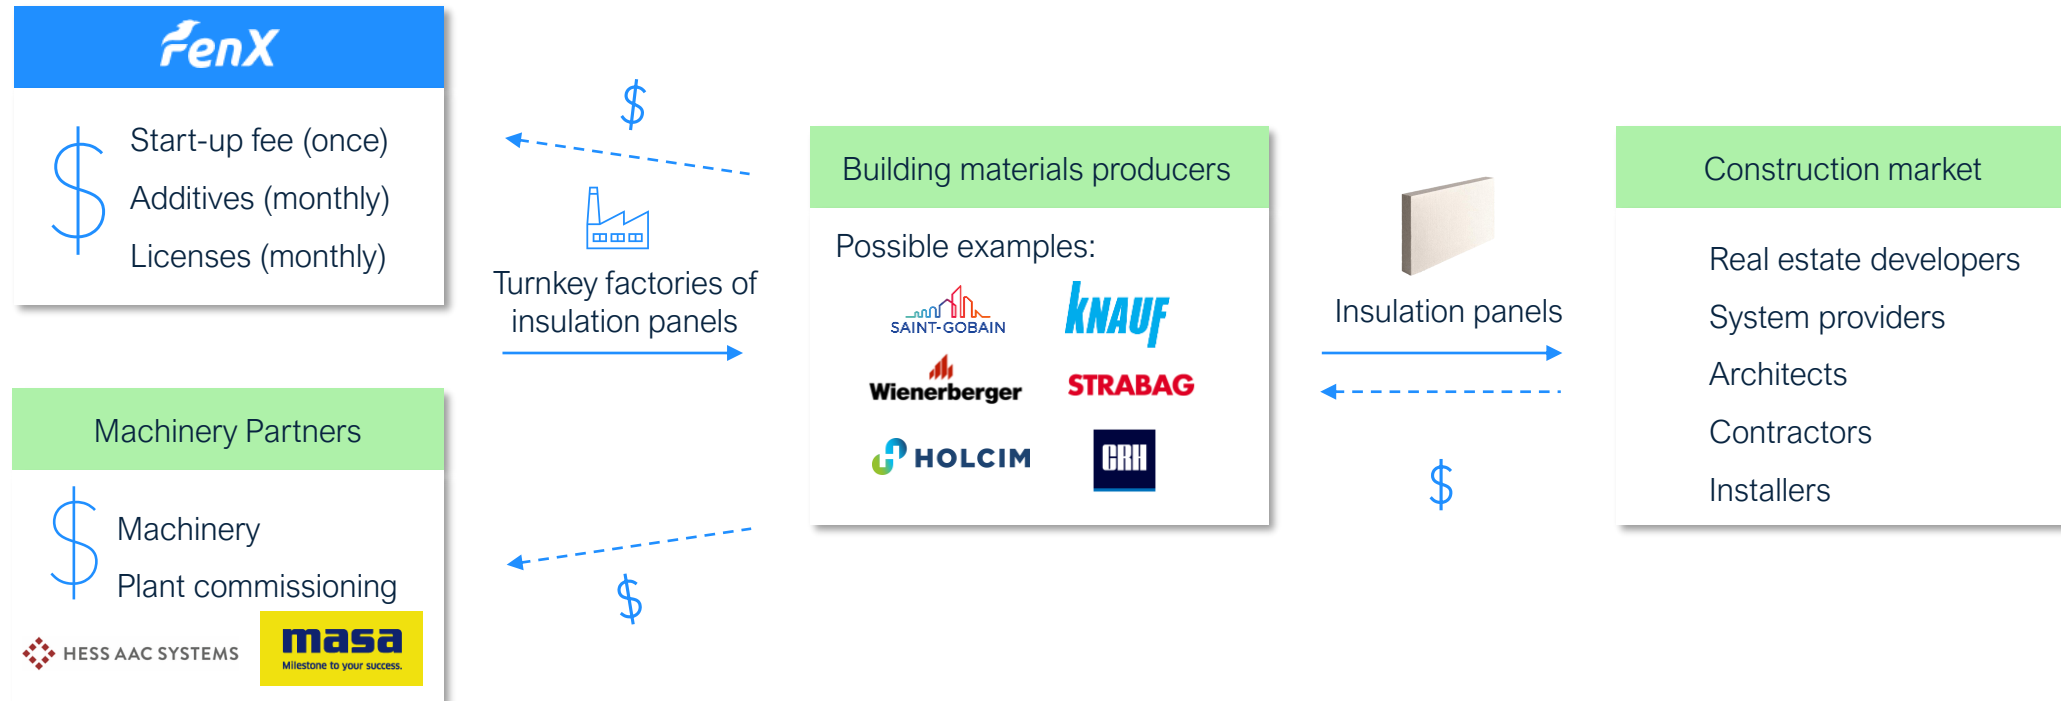 FenX
Start-up fee (once)
Additives (monthly)
Licenses (monthly)
$
Machinery Partners
$
Machinery
Plant commissioning
HESS AAC SYSTEMS
masa
Milestone to your success.
$
Turnkey factories of
insulation panels
$
Building materials producers
Possible examples:
SAINT-GOBAIN
KNAUF
Wienerberger
STRABAG
HOLCIM
CRH
Insulation panels
$
Construction market
Real estate developers
System providers
Architects
Contractors
Installers